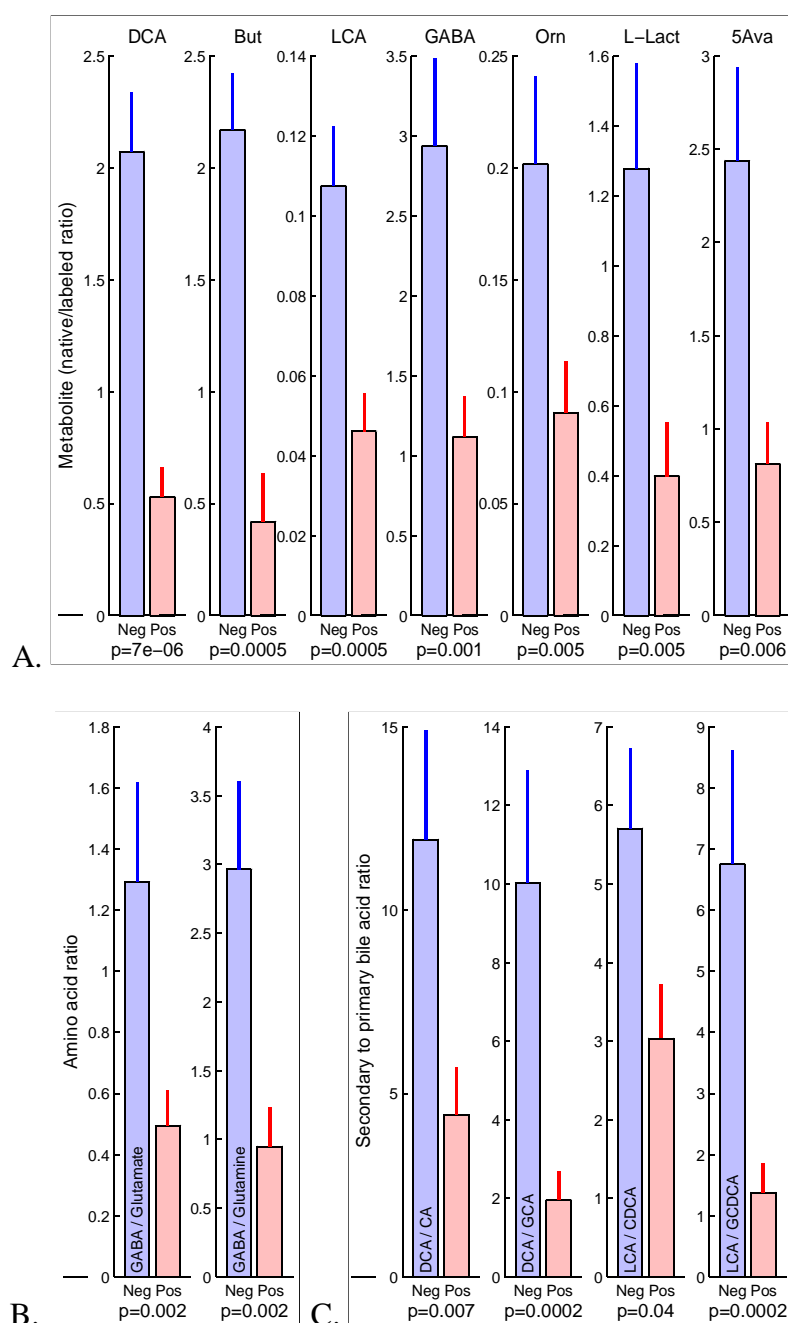 DCA But LCA GABA Orn L−Lact 5Ava
Metabolite (native/labeled ratio)
2.5 2.5 0.14 3.5 0.25 1.6 3
2 2 0.12 3 0.2 1.4 2.5
1.5 1.5 0.1 2.5 0.15 1.2 2
1 1 0.08 2 0.1 1 1.5
0.5 0.5 0.06 1.5 0.05 0.8 1
0 0 0.04 1 0 0.6 0.5
0.02 0.5 0.4 0
0 0 0.2
0
Neg Pos Neg Pos Neg Pos Neg Pos Neg Pos Neg Pos Neg Pos
A. p=7e−06 p=0.0005 p=0.0005 p=0.001 p=0.005 p=0.005 p=0.006
Amino acid ratio
1.8 4
1.6 3.5
1.4 3
1.2 2.5
1 2
0.8 1.5
0.6 1
0.4 0.5
0.2 0
0
GABA / Glutamate
GABA / Glutamine
Neg Pos Neg Pos
B. p=0.002 p=0.002
Secondary to primary bile acid ratio
15 14 7 9
10 12 6 8
5 10 5 7
0 8 4 6
6 3 5
4 2 4
2 1 3
0 0 2
1
0
DCA / CA
DCA / GCA
LCA / CDCA
LCA / GCDCA
Neg Pos Neg Pos Neg Pos Neg Pos
C. p=0.007 p=0.0002 p=0.04 p=0.0002